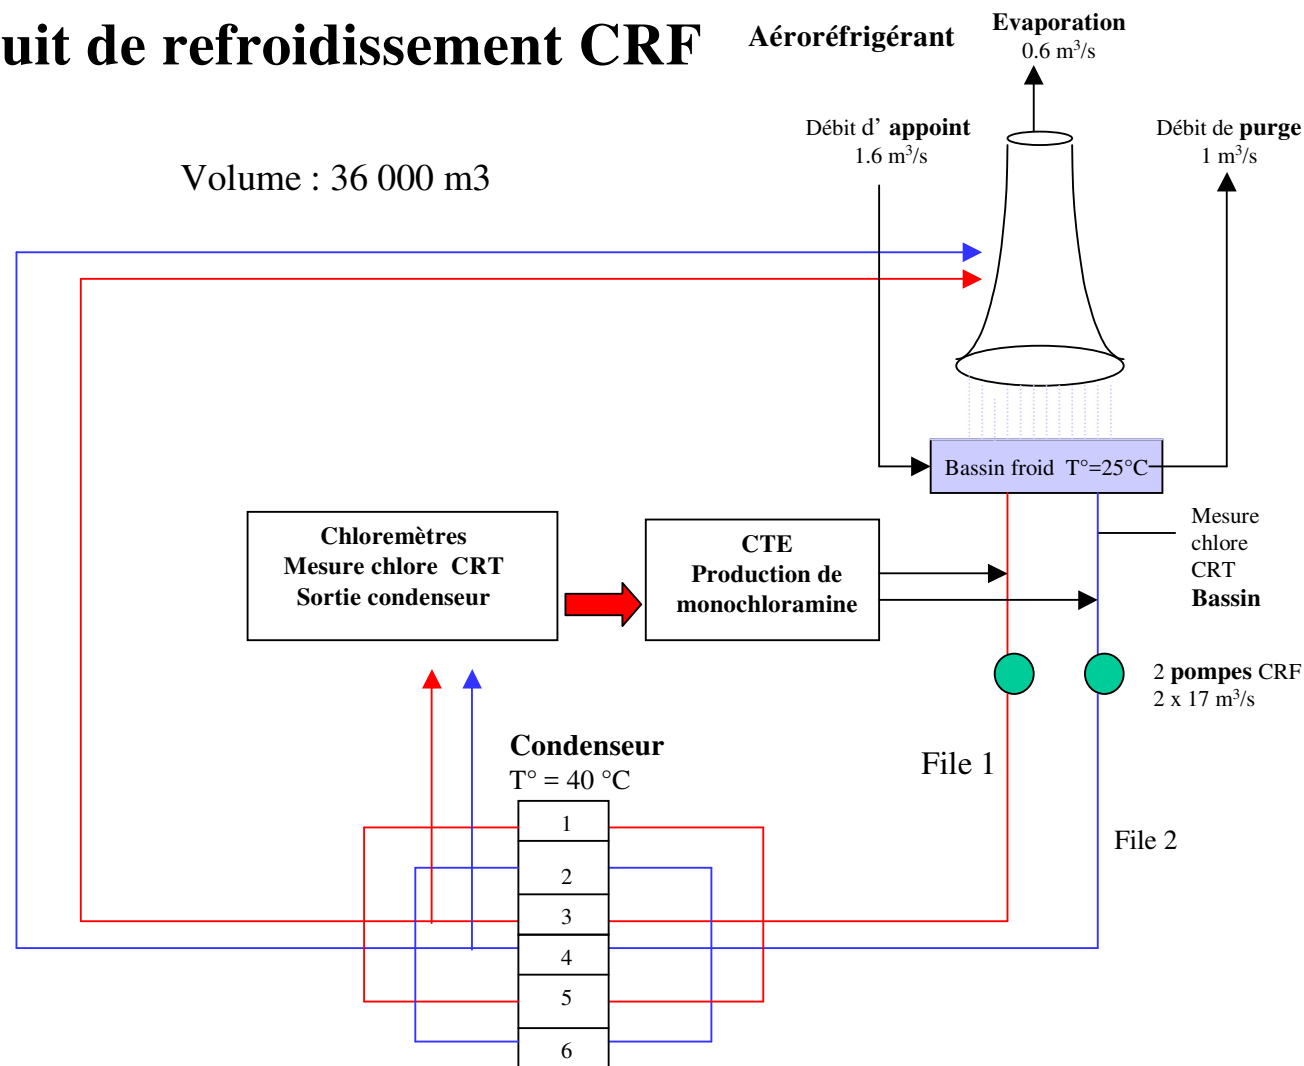 uit de refroidissement CRF
Aéroréfrigérant
Evaporation
0.6 m³/s
Débit d’ appoint
1.6 m³/s
Débit de purge
1 m³/s
Volume : 36 000 m3
Bassin froid T°=25°C
Chloremètres
Mesure chlore CRT
Sortie condenseur
CTE
Production de
monochloramine
Mesure
chlore
CRT
Bassin
2 pompes CRF
2 x 17 m³/s
Condenseur
T° = 40 °C
File 1
File 2
1
2
3
4
5
6